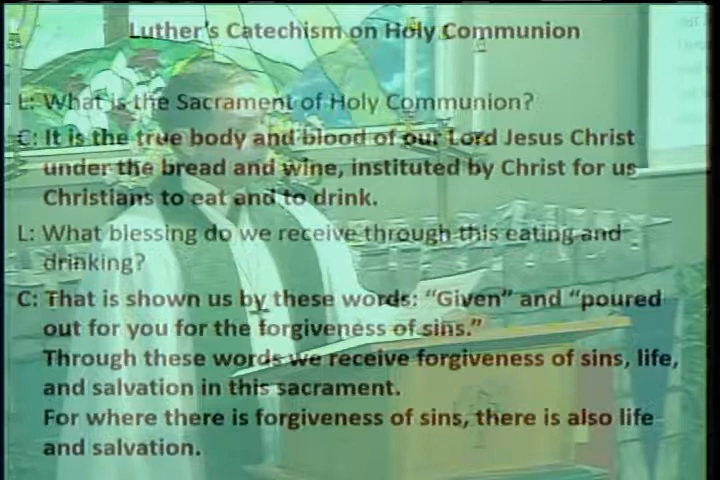 Luther's Catechism on Holy Communion
L: What is the Sacrament of Holy Communion?
C: It is the true body and blood of our Lord Jesus Christ
under the bread and wine, instituted by Christ for us
Christians to eat and to drink.
L: What blessing do we receive through this eating and
drinking?
C: That is shown us by these words: “Given” and “poured
out for you for the forgiveness of sins.”
Through these words we receive forgiveness of sins, life,
and salvation in this sacrament.
For where there is forgiveness of sins, there is also life
and salvation.